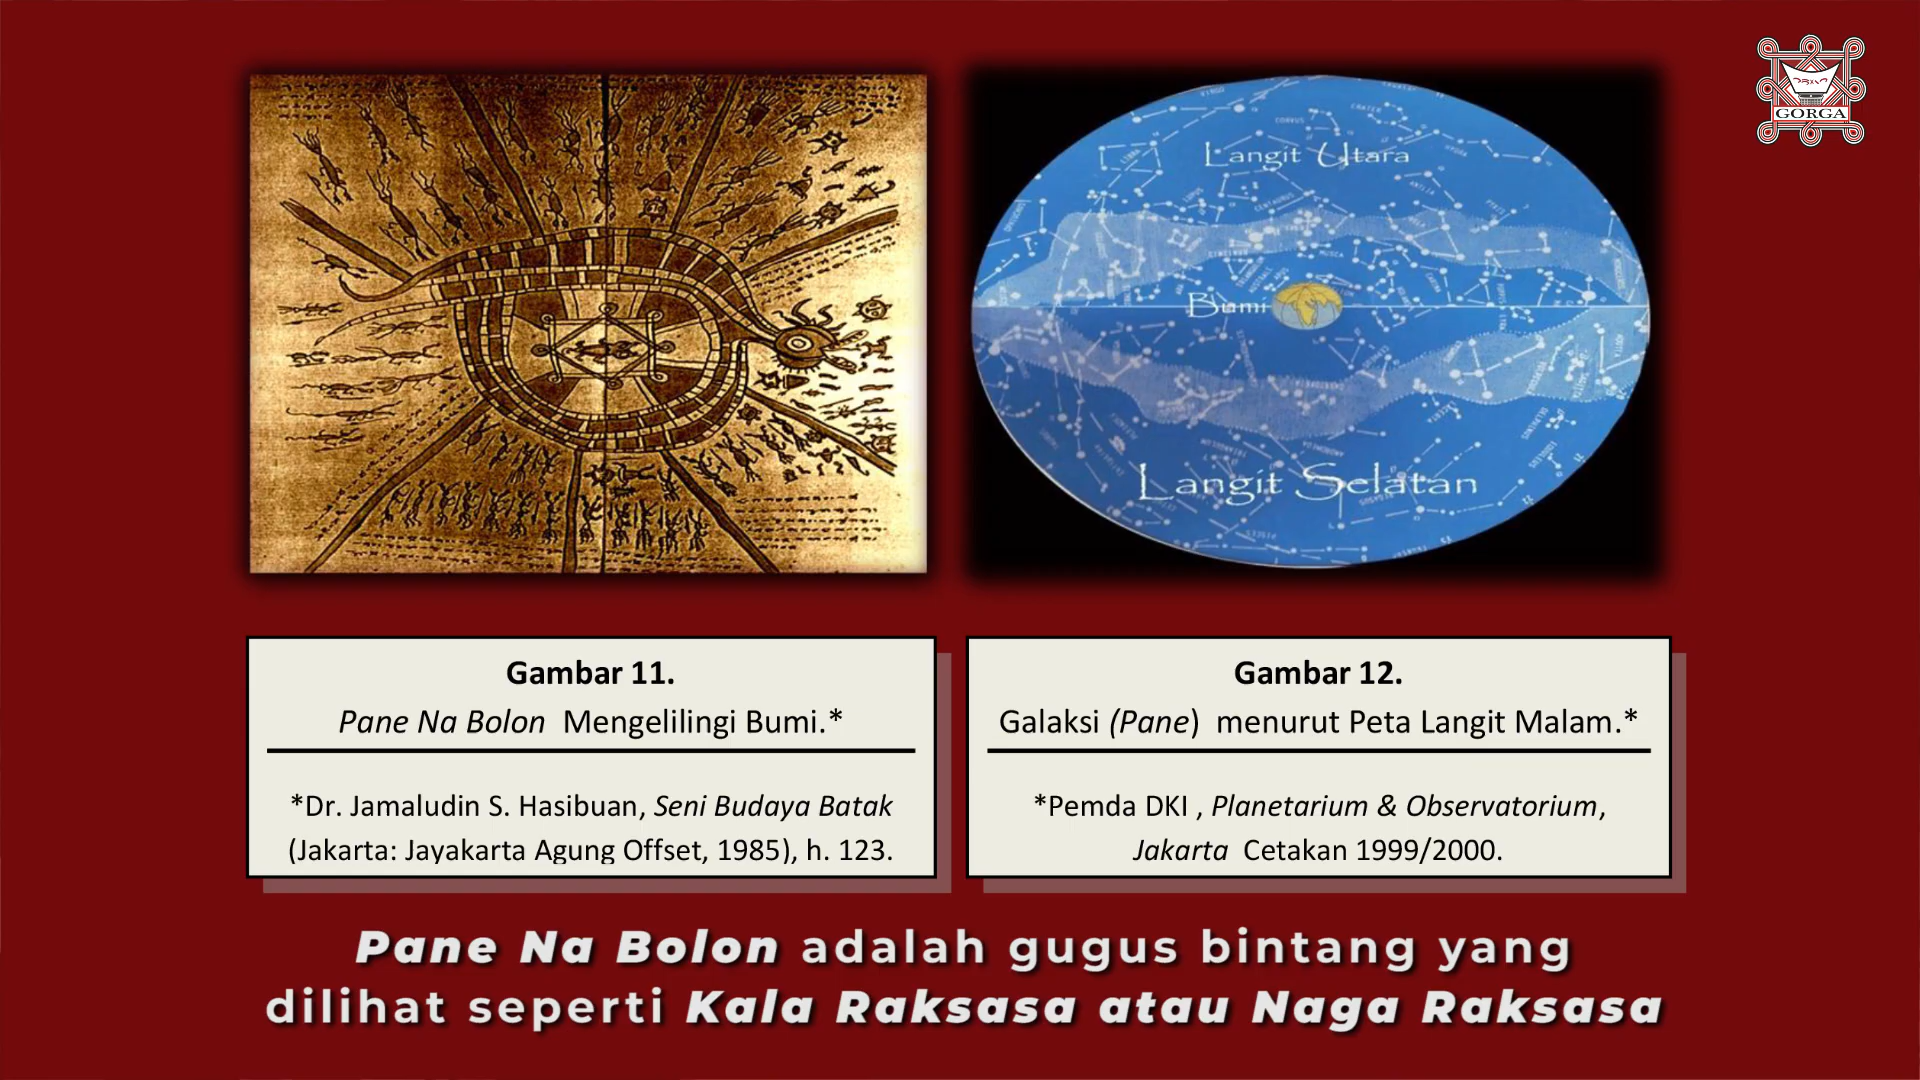 GORGA
Langit Utara
Bumi
Langit Selatan
Gambar 11.
Pane Na Bolon Mengelilingi Bumi.*
*Dr. Jamaludin S. Hasibuan, Seni Budaya Batak
(Jakarta: Jayakarta Agung Offset, 1985), h. 123.
Gambar 12.
Galaksi (Pane) menurut Peta Langit Malam.*
*Pemda DKI , Planetarium & Observatorium,
Jakarta Cetakan 1999/2000.
Pane Na Bolon adalah gugus bintang yang
dilihat seperti Kala Raksasa atau Naga Raksasa